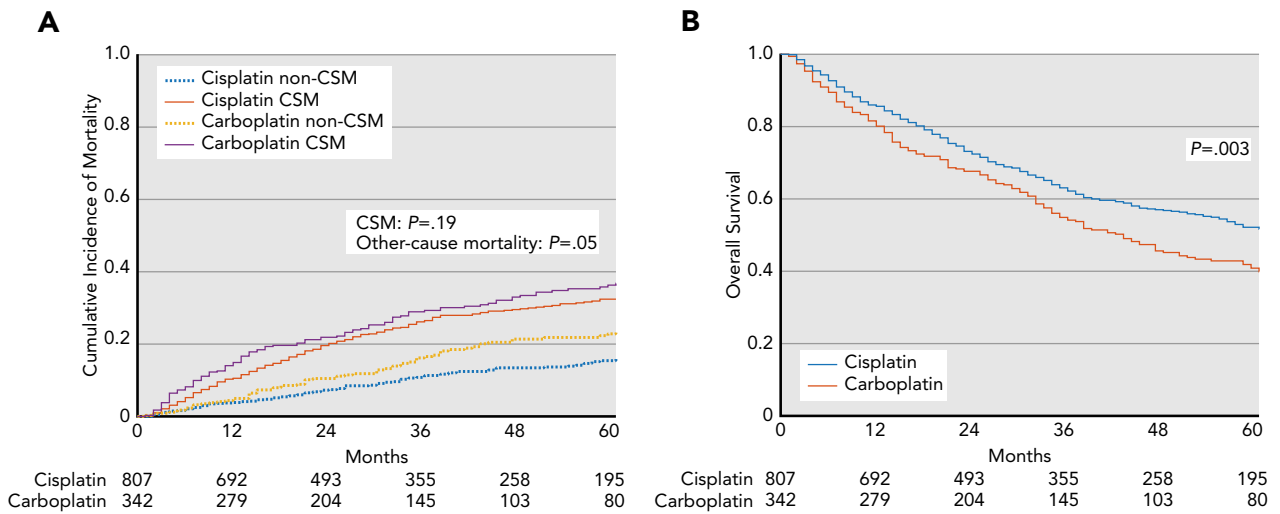 A
Cumulative Incidence of Mortality
1.0
0.8
0.6
0.4
0.2
0
Cisplatin non-CSM
Cisplatin CSM
Carboplatin non-CSM
Carboplatin CSM
CSM: P=.19
Other-cause mortality: P=.05
0 12 24 36 48 60
Months
Cisplatin 807 692 493 355 258 195
Carboplatin 342 279 204 145 103 80
B
Overall Survival
1.0
0.8
0.6
0.4
0.2
0
P=.003
Cisplatin
Carboplatin
0 12 24 36 48 60
Months
Cisplatin 807 692 493 355 258 195
Carboplatin 342 279 204 145 103 80